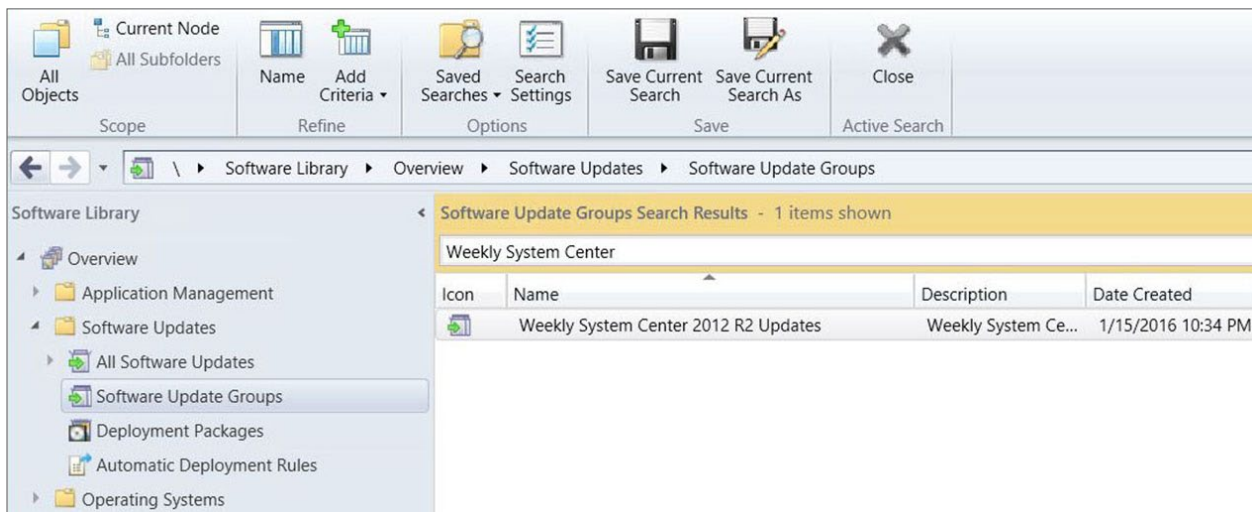 Current Node
All Subfolders
All Objects
Name
Add Criteria
Saved Searches
Search Settings
Save Current Search
Save Current Search As
Close
Scope
Refine
Options
Save
Active Search
\ Software Library Overview Software Updates Software Update Groups
Software Library
Overview
Application Management
Software Updates
All Software Updates
Software Update Groups
Deployment Packages
Automatic Deployment Rules
Operating Systems
Software Update Groups Search Results - 1 items shown
Weekly System Center
Icon Name Description Date Created
Weekly System Center 2012 R2 Updates Weekly System Ce... 1/15/2016 10:34 PM